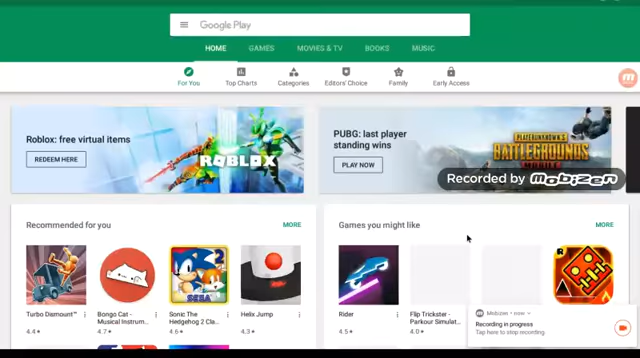 Google Play
HOME GAMES MOVIES & TV BOOKS MUSIC
For You Top Charts Categories Editors' Choice Family Early Access
Roblox: free virtual items
REDEEM HERE
ROBLOX
PUBG: last player
standing wins
PLAY NOW
PLAYERUNKNOWN'S
BATTLEGROUNDS
MOBILE
Recorded by Mobizen
Recommended for you MORE
Games you might like MORE
SEGA
Turbo Dismount™
4.4★
Bongo Cat -
Musical Instrum...
4.7★
Sonic The
Hedgehog 2 Cla...
4.6★
Helix Jump
4.3★
Rider
4.5★
Flip Trickster -
Parkour Simulat...
4.0★
Mobizen • now
Recording in progress
Tap here to stop recording.